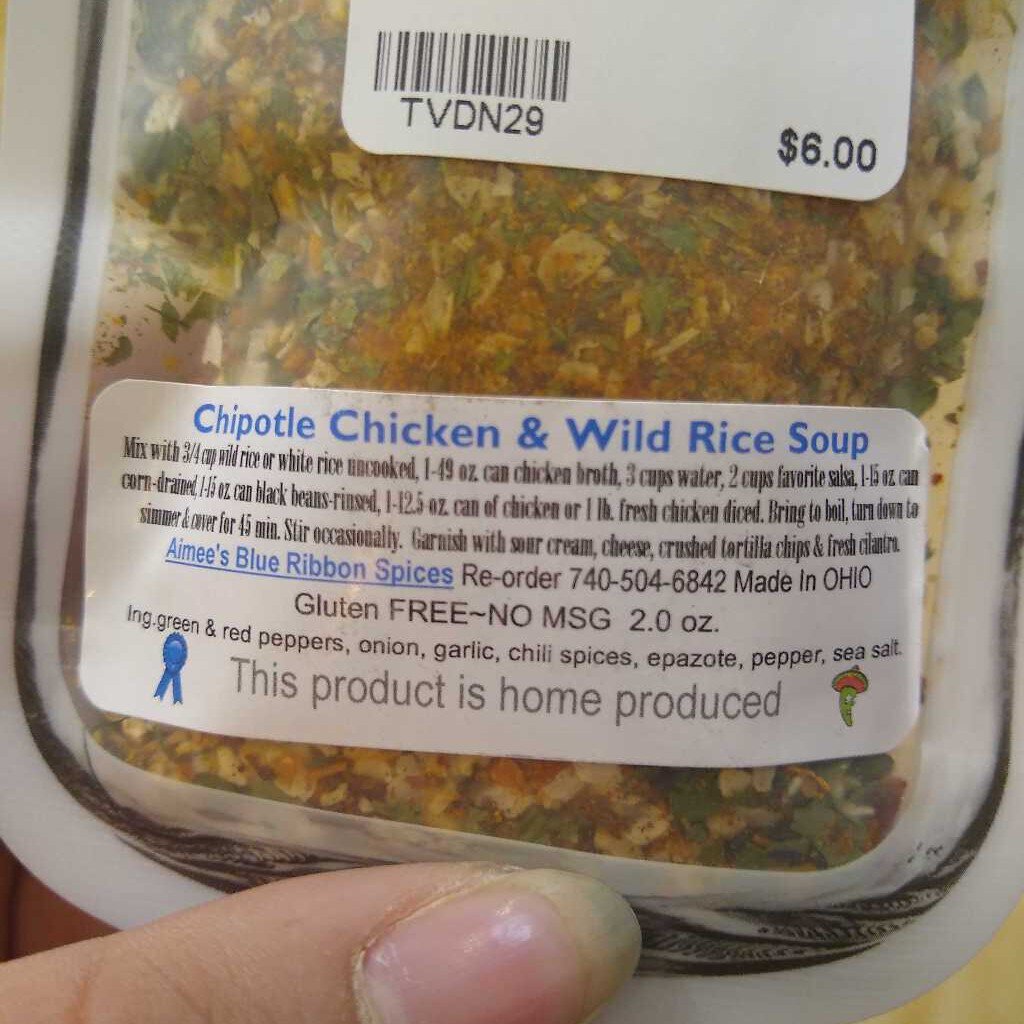 TVDN29
$6.00
Chipotle Chicken & Wild Rice Soup
Mix with 3/4 cup wild rice or white rice uncooked, 1-49 oz. can chicken broth, 3 cups water, 2 cups favorite salsa, 1-15 oz. can
corn-drained, 1-15 oz can black beans-rinsed, 1-12.5 oz. can of chicken or 1 lb. fresh chicken diced. Bring to boil, turn down to
simmer & cover for 45 min. Stir occasionally. Garnish with sour cream, cheese, crushed tortilla chips & fresh cilantro.
Aimee's Blue Ribbon Spices Re-order 740-504-6842 Made In OHIO
Gluten FREE~NO MSG 2.0 oz.
Ing.green & red peppers, onion, garlic, chili spices, epazote, pepper, sea salt.
This product is home produced